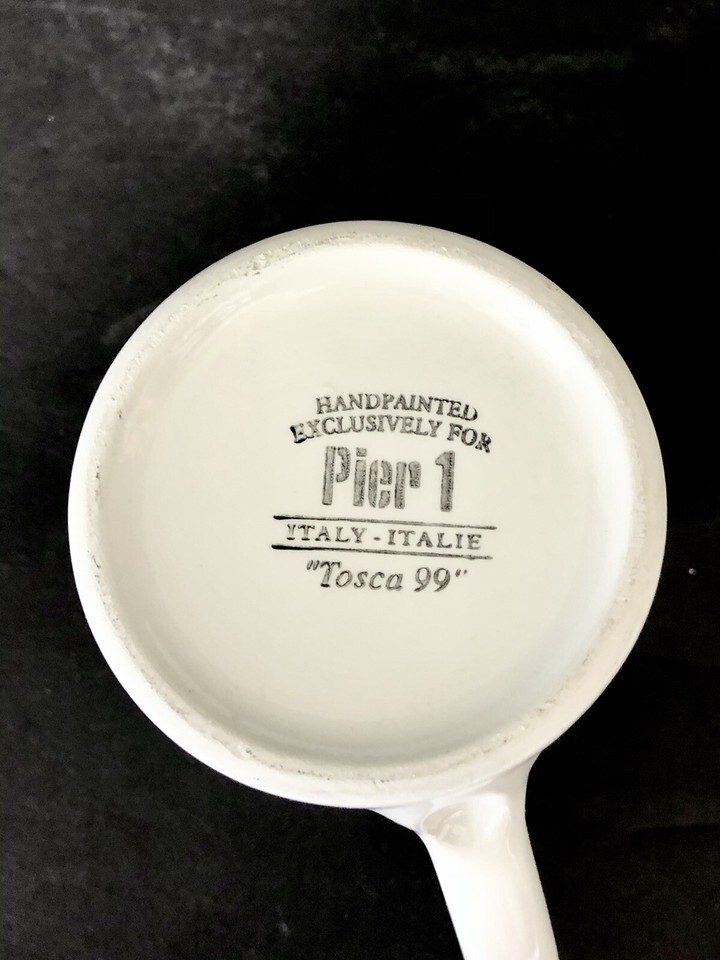 HANDPAINTED
EXCLUSIVELY FOR
Pier 1
ITALY - ITALIE
"Tosca 99"